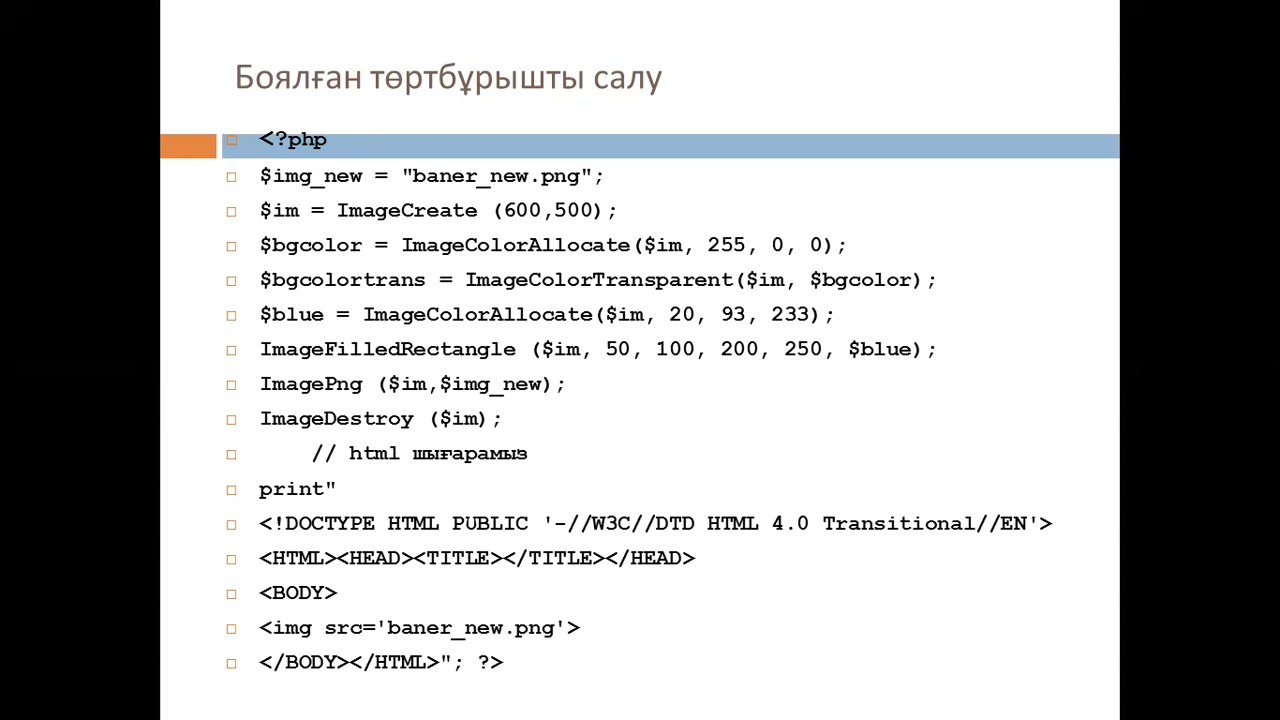 Боялған төртбұрышты салу
<?php
$img_new = "baner_new.png";
$im = ImageCreate (600,500);
$bgcolor = ImageColorAllocate($im, 255, 0, 0);
$bgcolortrans = ImageColorTransparent($im, $bgcolor);
$blue = ImageColorAllocate($im, 20, 93, 233);
ImageFilledRectangle ($im, 50, 100, 200, 250, $blue);
ImagePng ($im,$img_new);
ImageDestroy ($im);
// html шығарамыз
print"
<!DOCTYPE HTML PUBLIC '-//W3C//DTD HTML 4.0 Transitional//EN'>
<HTML><HEAD><TITLE></TITLE></HEAD>
<BODY>
<img src='baner_new.png'>
</BODY></HTML>"; ?>